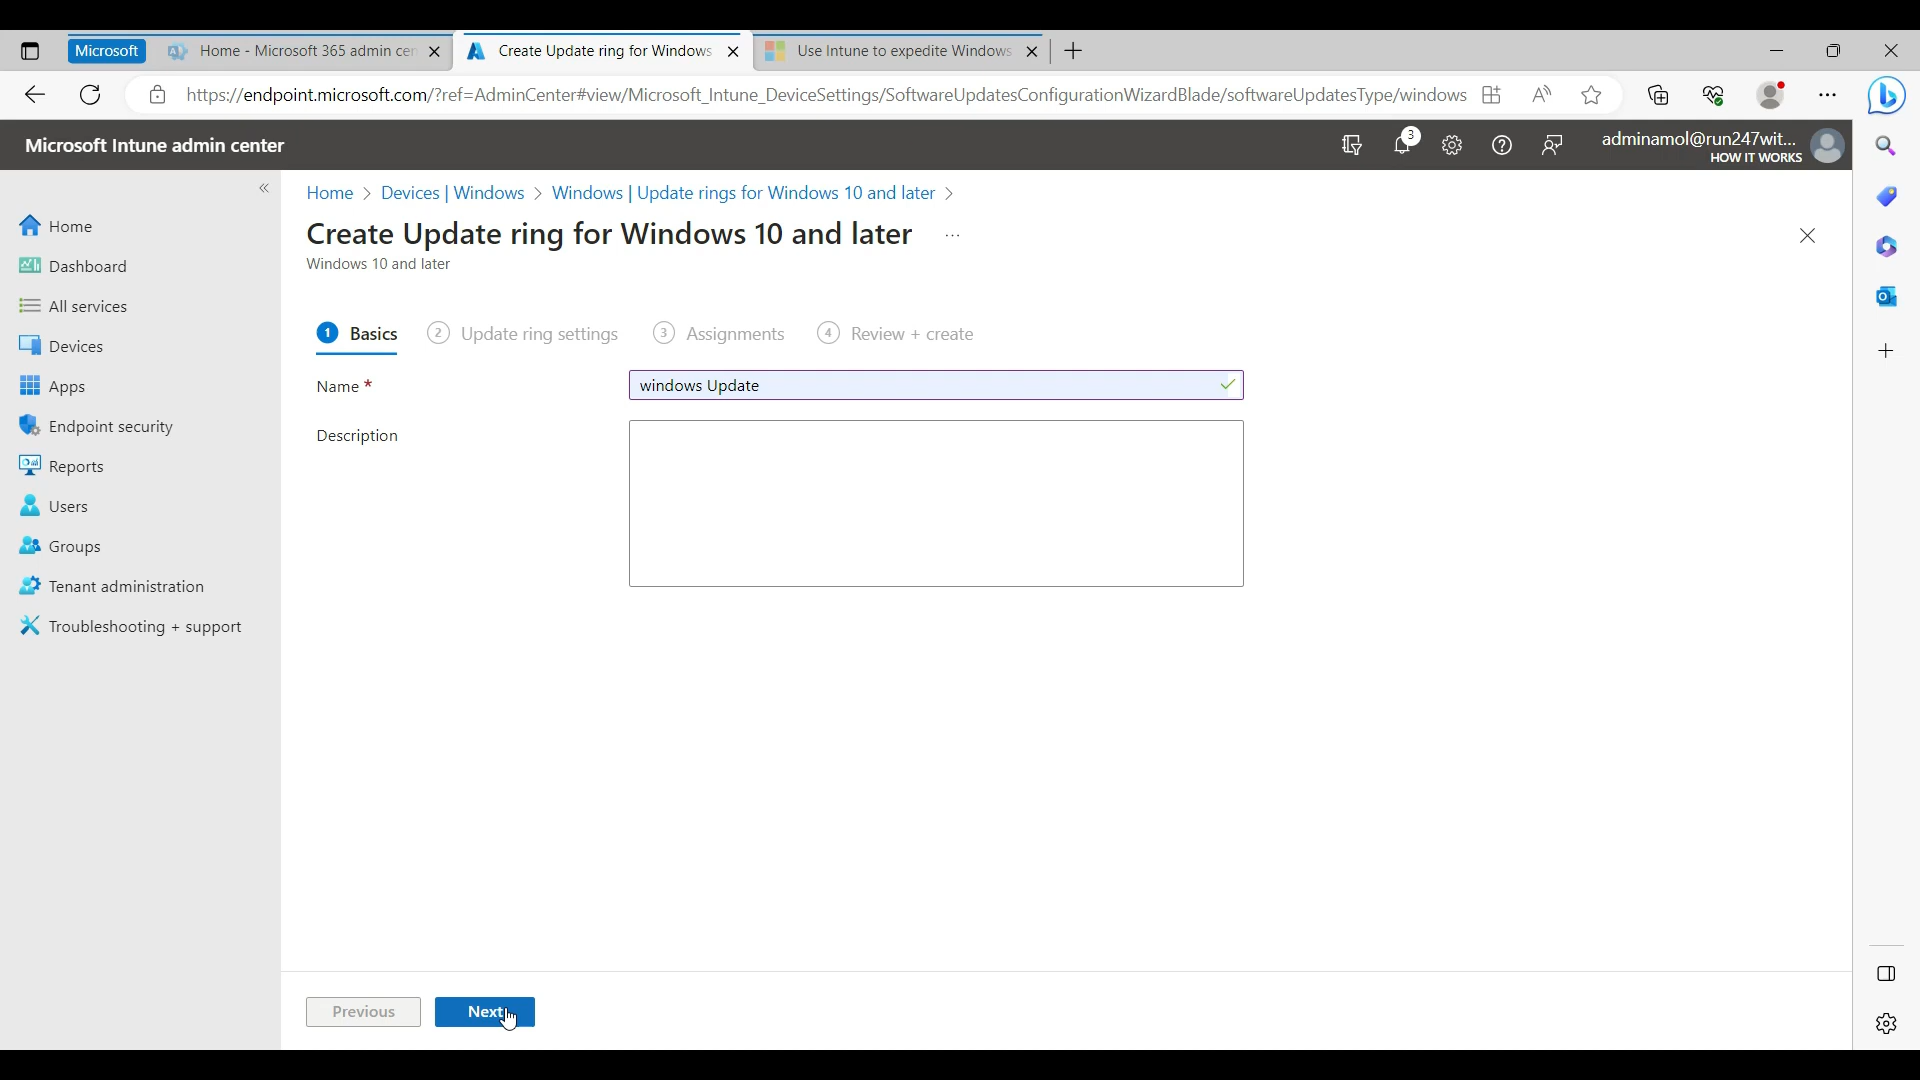 Microsoft
Home - Microsoft 365 admin cen
Create Update ring for Windows
Use Intune to expedite Windows
https://endpoint.microsoft.com/?ref=AdminCenter#view/Microsoft_Intune_DeviceSettings/SoftwareUpdatesConfigurationWizardBlade/softwareUpdatesType/windows
Microsoft Intune admin center
3
adminamol@run247wit...
HOW IT WORKS
Home > Devices | Windows > Windows | Update rings for Windows 10 and later >
Create Update ring for Windows 10 and later ...
Windows 10 and later
Home
Dashboard
All services
Devices
Apps
Endpoint security
Reports
Users
Groups
Tenant administration
Troubleshooting + support
1 Basics
2 Update ring settings
3 Assignments
4 Review + create
Name *
windows Update
Description
Previous
Next